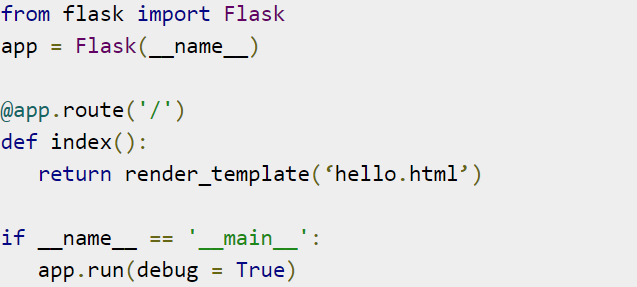 from flask import Flask
app = Flask(__name__)
@app.route('/')
def index():
   return render_template(‘hello.html’)
if __name__ == '__main__':
   app.run(debug = True)